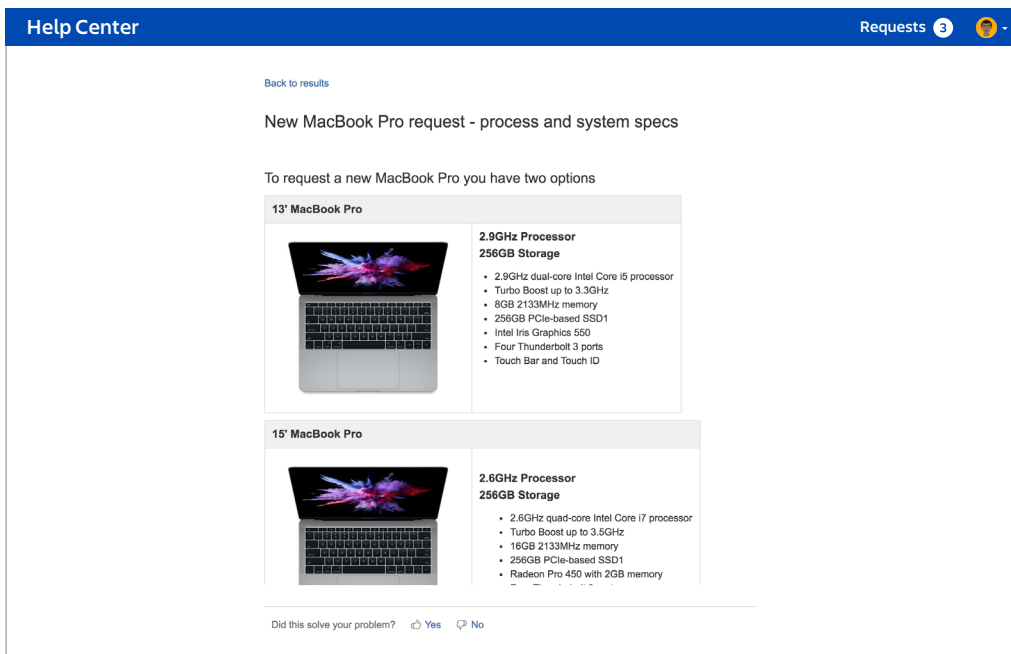 Help Center
Requests 3
Back to results
New MacBook Pro request - process and system specs
To request a new MacBook Pro you have two options
13' MacBook Pro
2.9GHz Processor
256GB Storage
• 2.9GHz dual-core Intel Core i5 processor
• Turbo Boost up to 3.3GHz
• 8GB 2133MHz memory
• 256GB PCIe-based SSD1
• Intel Iris Graphics 550
• Four Thunderbolt 3 ports
• Touch Bar and Touch ID
15' MacBook Pro
2.6GHz Processor
256GB Storage
• 2.6GHz quad-core Intel Core i7 processor
• Turbo Boost up to 3.5GHz
• 16GB 2133MHz memory
• 256GB PCIe-based SSD1
• Radeon Pro 450 with 2GB memory
Did this solve your problem? Yes No